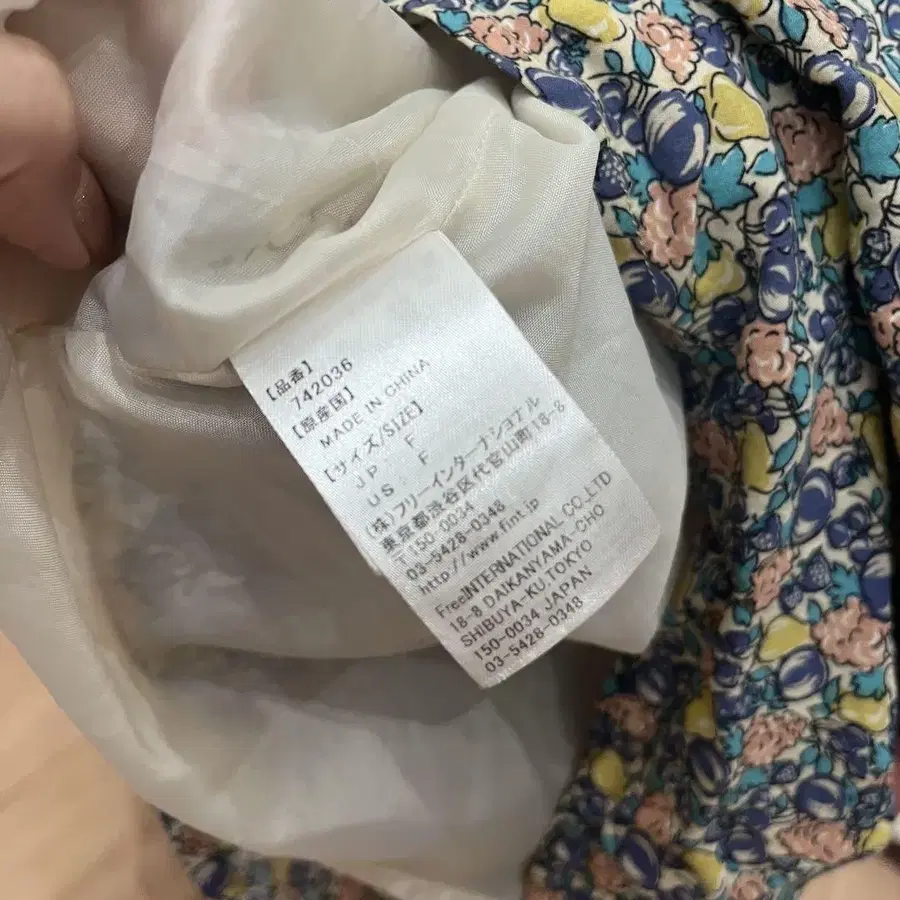 【品番】
742036
【原産国】
MADE IN CHINA
【サイズ/SIZE】
JP : F
US : F
(株)フリーインターナショナル
東京都渋谷区代官山町18-8
〒150-0034
03-5428-0348
http://www.fint.jp
FreeINTERNATIONAL CO.,LTD
18-8 DAIKANYAMA-CHO
SHIBUYA-KU.TOKYO
150-0034 JAPAN
03-5428-0348